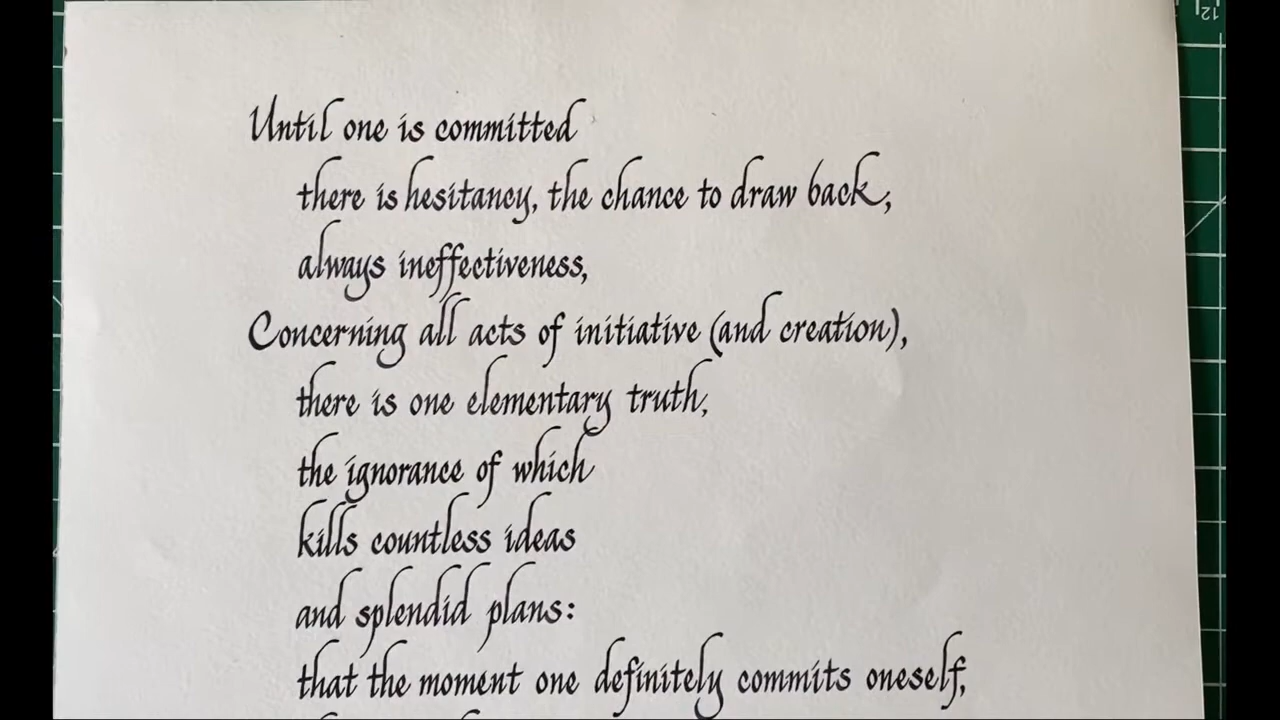 Until one is committed
there is hesitancy, the chance to draw back;
always ineffectiveness,
Concerning all acts of initiative (and creation),
there is one elementary truth,
the ignorance of which
kills countless ideas
and splendid plans:
that the moment one definitely commits oneself,
12